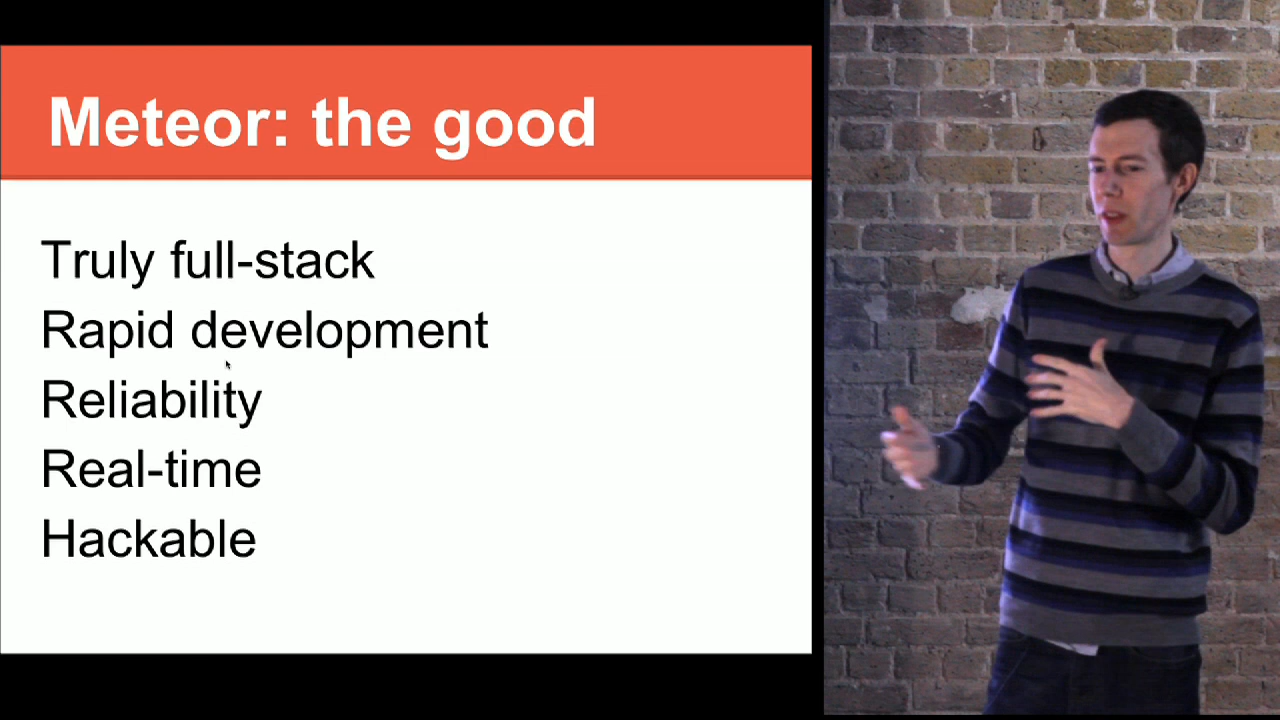 Meteor: the good
Truly full-stack
Rapid development
Reliability
Real-time
Hackable